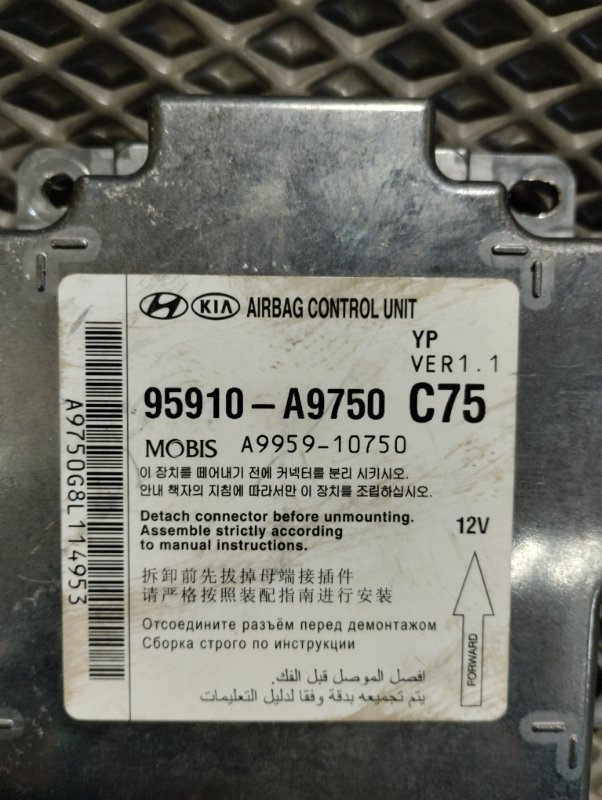 HYUNDAI KIA AIRBAG CONTROL UNIT
YP
VER1.1
95910-A9750 C75
MOBIS A9959-10750
이 장치를 떼어내기 전에 커넥터를 분리 시키시오.
안내 책자의 지침에 따라서만 이 장치를 조립하십시오.
Detach connector before unmounting.
Assemble strictly according
to manual instructions.
12V
拆卸前先拔掉母端接插件
请严格按照装配指南进行安装
Отсоедините разъём перед демонтажом
Сборка строго по инструкции
افصل الموصل قبل الفك.
يتم تجميعه بدقة وفقا لدليل التعليمات
FORWARD
A9750G8L114953